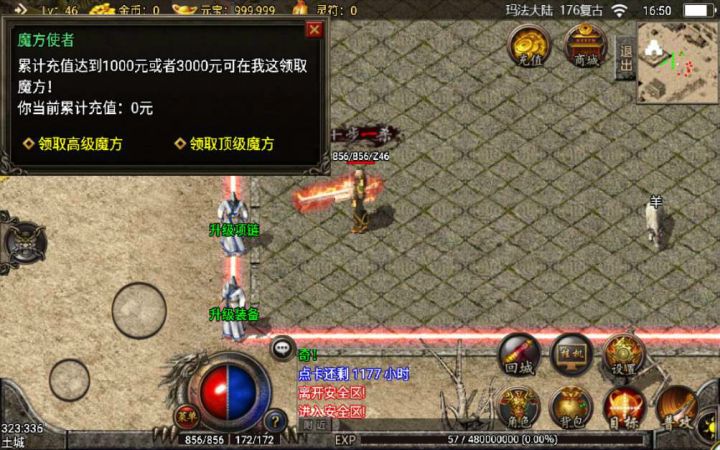 Lv: 46 金币: 0 元宝: 999,999 灵符: 0 玛法大陆 176复古 16:50
魔方使者
累计充值达到1000元或者3000元可在我这领取
魔方!
你当前累计充值: 0元
领取高级魔方 领取顶级魔方
充值
商城
退出
十步一杀
856/856/Z46
羊
升级项链
升级装备
奇!
点卡还剩 1177 小时
离开安全区!
进入安全区!
附近
回城
挂机
设置
角色
背包
目标
普攻
菜单
?
323:336
土城
856/856 172/172
EXP 57 / 480000000 (0.00%)